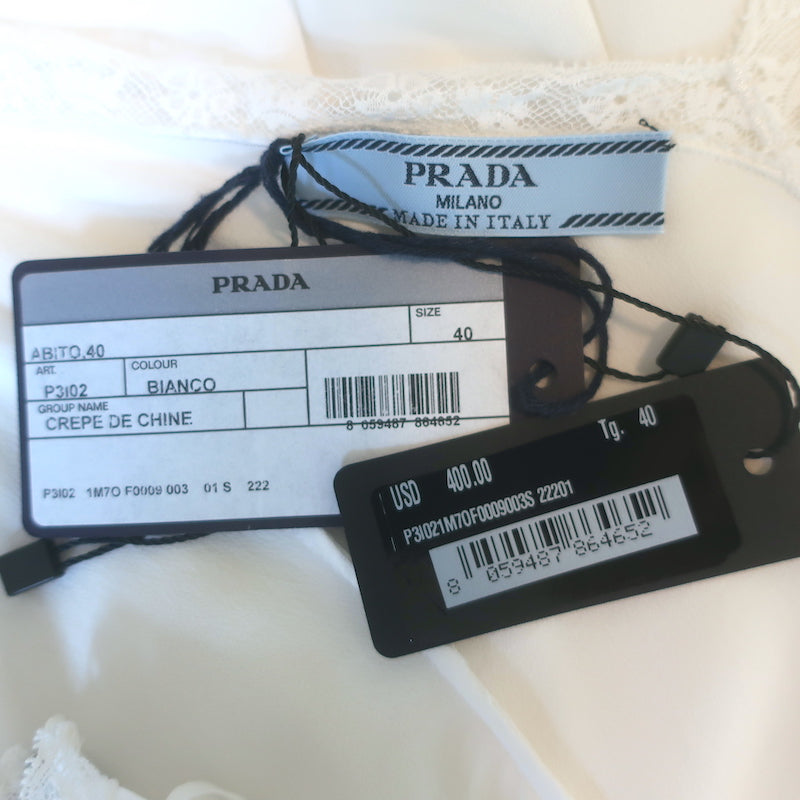 PRADA
MILANO
MADE IN ITALY
PRADA
SIZE
ABITO,40
40
ART.
COLOUR
P3I02
BIANCO
GROUP NAME
CREPE DE CHINE
8 059487 864652
P3I02 1M7O F0009 003 01 S 222
Tg. 40
USD 400.00
P3I021M7OF0009003S 22201
8 059487 864652